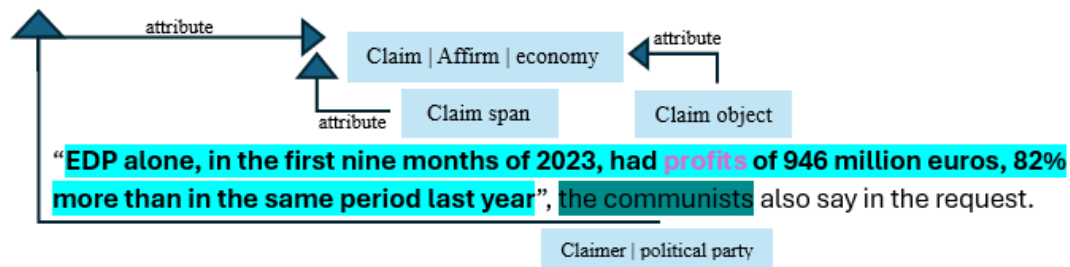 attribute
attribute
Claim | Affirm | economy
Claim span
Claim object
attribute
“EDP alone, in the first nine months of 2023, had profits of 946 million euros, 82%
more than in the same period last year”, the communists also say in the request.
Claimer | political party